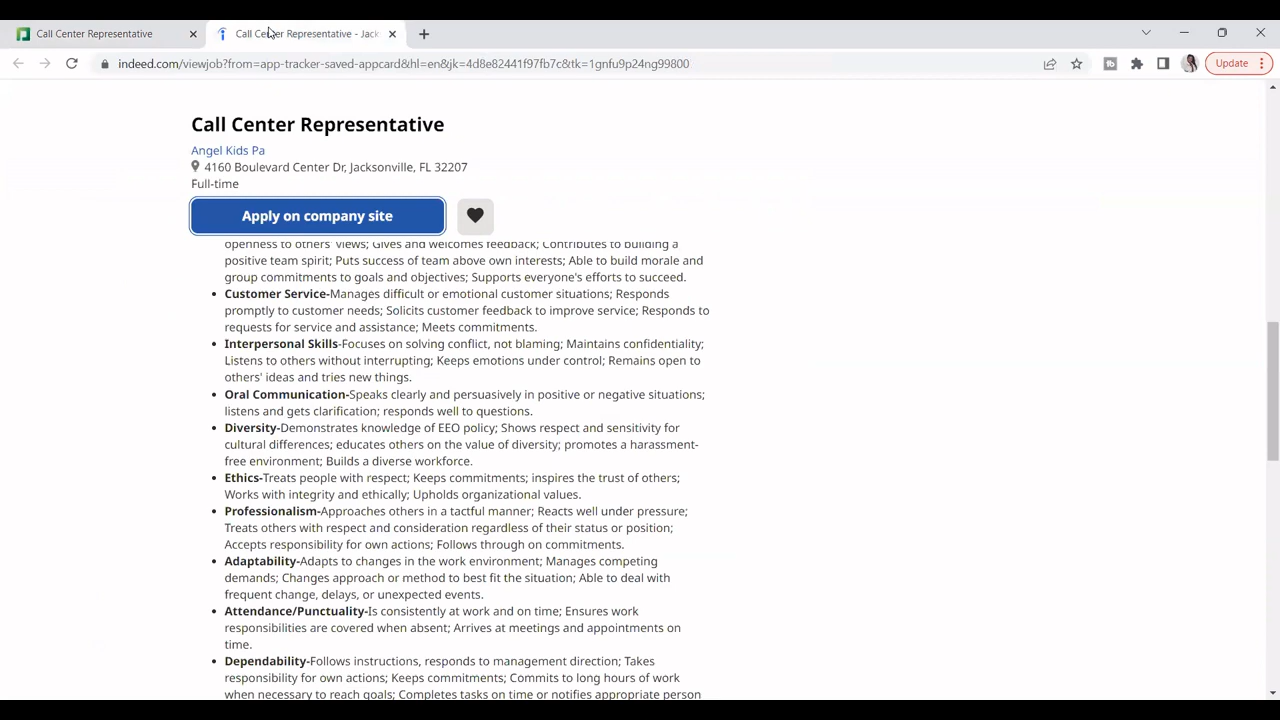 Call Center Representative
Call Center Representative - Jack
indeed.com/viewjob?from=app-tracker-saved-appcard&hl=en&jk=4d8e82441f97fb7c&tk=1gnfu9p24ng99800
Update
Call Center Representative
Angel Kids Pa
4160 Boulevard Center Dr, Jacksonville, FL 32207
Full-time
Apply on company site
openness to others' views; Gives and welcomes feedback; Contributes to building a
positive team spirit; Puts success of team above own interests; Able to build morale and
group commitments to goals and objectives; Supports everyone's efforts to succeed.
• Customer Service-Manages difficult or emotional customer situations; Responds
promptly to customer needs; Solicits customer feedback to improve service; Responds to
requests for service and assistance; Meets commitments.
• Interpersonal Skills-Focuses on solving conflict, not blaming; Maintains confidentiality;
Listens to others without interrupting; Keeps emotions under control; Remains open to
others' ideas and tries new things.
• Oral Communication-Speaks clearly and persuasively in positive or negative situations;
listens and gets clarification; responds well to questions.
• Diversity-Demonstrates knowledge of EEO policy; Shows respect and sensitivity for
cultural differences; educates others on the value of diversity; promotes a harassment-
free environment; Builds a diverse workforce.
• Ethics-Treats people with respect; Keeps commitments; inspires the trust of others;
Works with integrity and ethically; Upholds organizational values.
• Professionalism-Approaches others in a tactful manner; Reacts well under pressure;
Treats others with respect and consideration regardless of their status or position;
Accepts responsibility for own actions; Follows through on commitments.
• Adaptability-Adapts to changes in the work environment; Manages competing
demands; Changes approach or method to best fit the situation; Able to deal with
frequent change, delays, or unexpected events.
• Attendance/Punctuality-Is consistently at work and on time; Ensures work
responsibilities are covered when absent; Arrives at meetings and appointments on
time.
• Dependability-Follows instructions, responds to management direction; Takes
responsibility for own actions; Keeps commitments; Commits to long hours of work
when necessary to reach goals; Completes tasks on time or notifies appropriate person